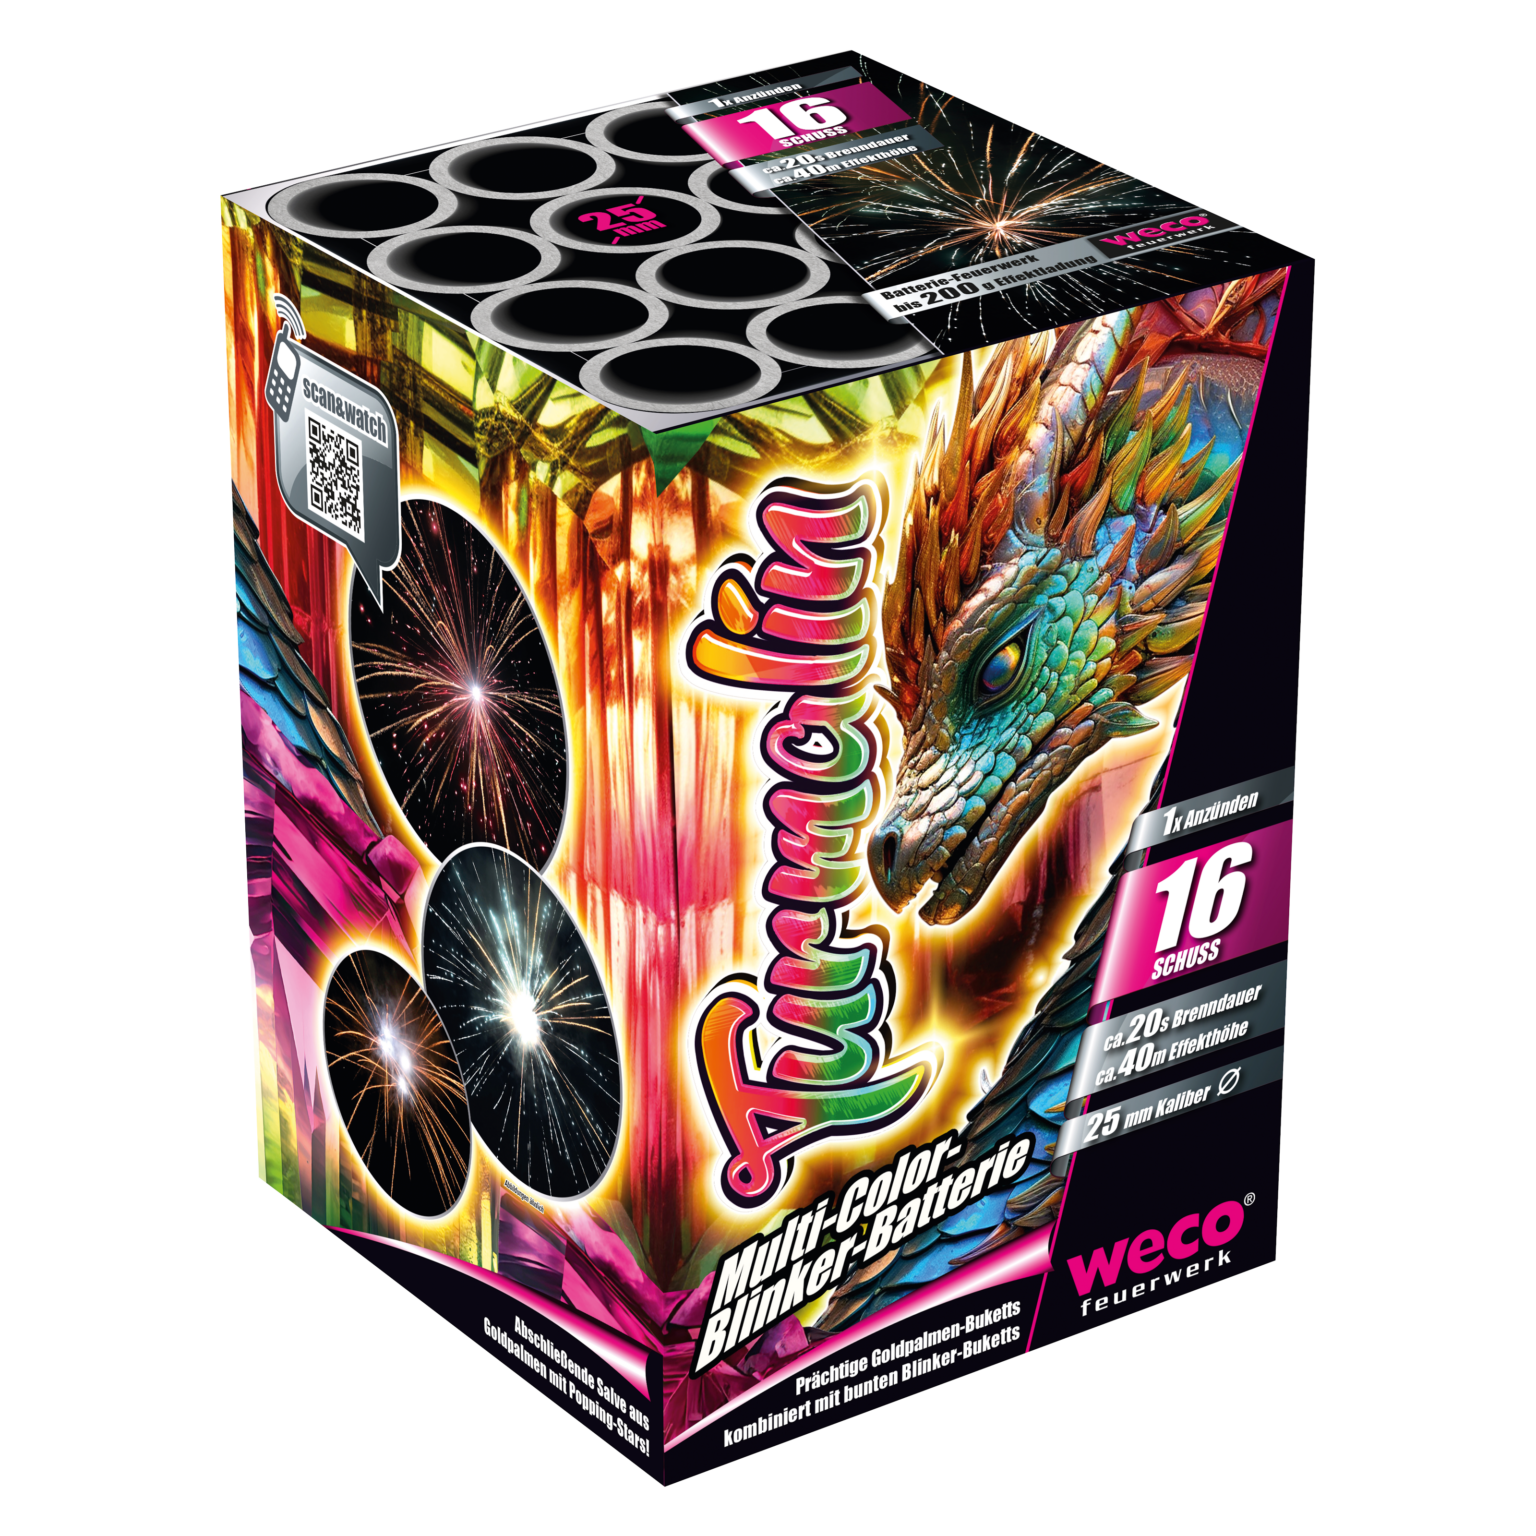 1x Anzünden
16
SCHUSS
ca. 20s Brenndauer
ca. 40m Effekthöhe
25
mm
weco®
feuerwerk
Batterie-Feuerwerk
bis 200 g Effektladung
scan&watch
Abbildungen ähnlich
Abschließende Salve aus
Goldpalmen mit Popping-Stars!
Turmalin
Multi-Color-
Blinker-Batterie
Prächtige Goldpalmen-Buketts
kombiniert mit bunten Blinker-Buketts
1x Anzünden
16
SCHUSS
ca. 20s Brenndauer
ca. 40m Effekthöhe
25 mm Kaliber Ø
weco®
feuerwerk